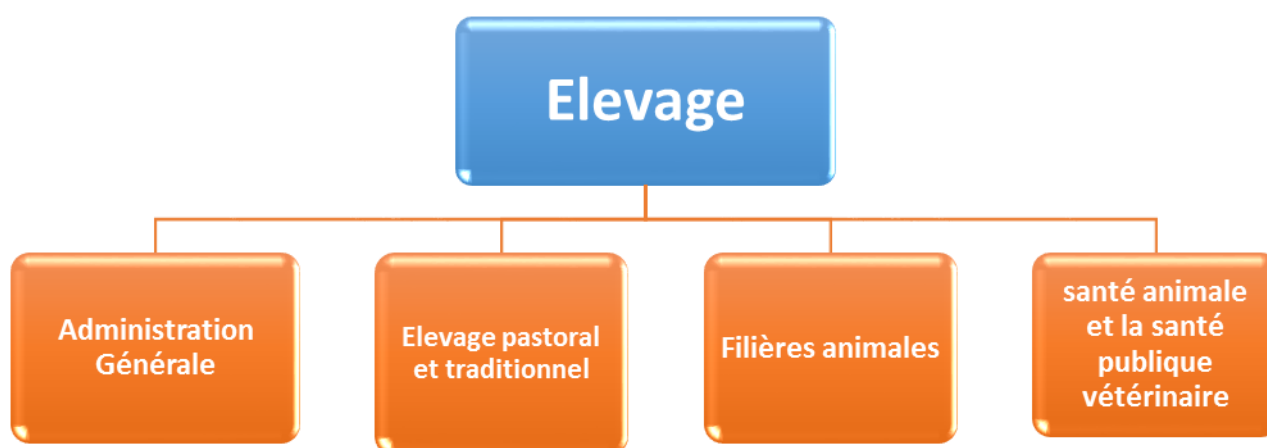 Elevage
Administration
Générale
Elevage pastoral
et traditionnel
Filières animales
santé animale
et la santé
publique
vétérinaire